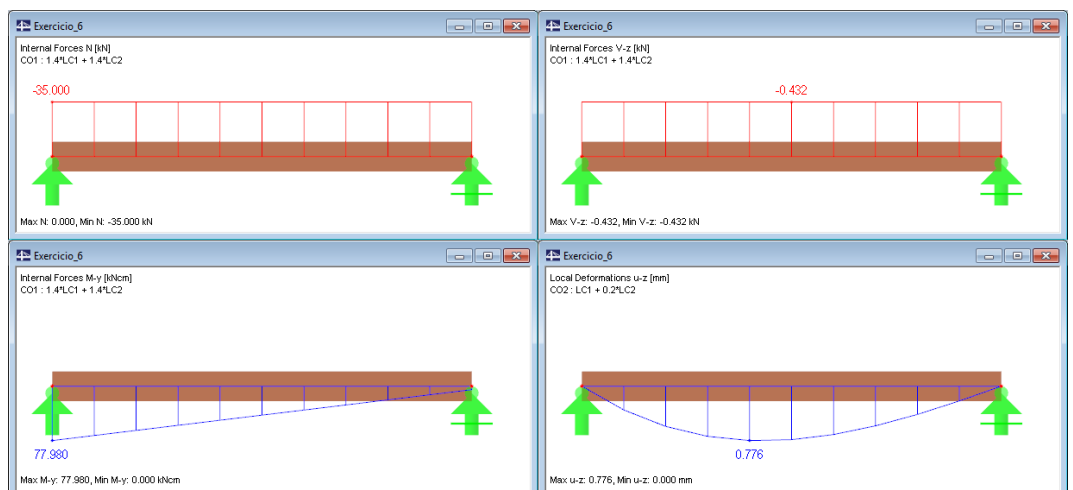 Exercicio_6
Internal Forces N [kN]
CO1 : 1.4*LC1 + 1.4*LC2
-35.000
Max N: 0.000, Min N: -35.000 kN
Exercicio_6
Internal Forces V-z [kN]
CO1 : 1.4*LC1 + 1.4*LC2
-0.432
Max V-z: -0.432, Min V-z: -0.432 kN
Exercicio_6
Internal Forces M-y [kNcm]
CO1 : 1.4*LC1 + 1.4*LC2
77.980
Max M-y: 77.980, Min M-y: 0.000 kNcm
Exercicio_6
Local Deformations u-z [mm]
CO2 : LC1 + 0.2*LC2
0.776
Max u-z: 0.776, Min u-z: 0.000 mm